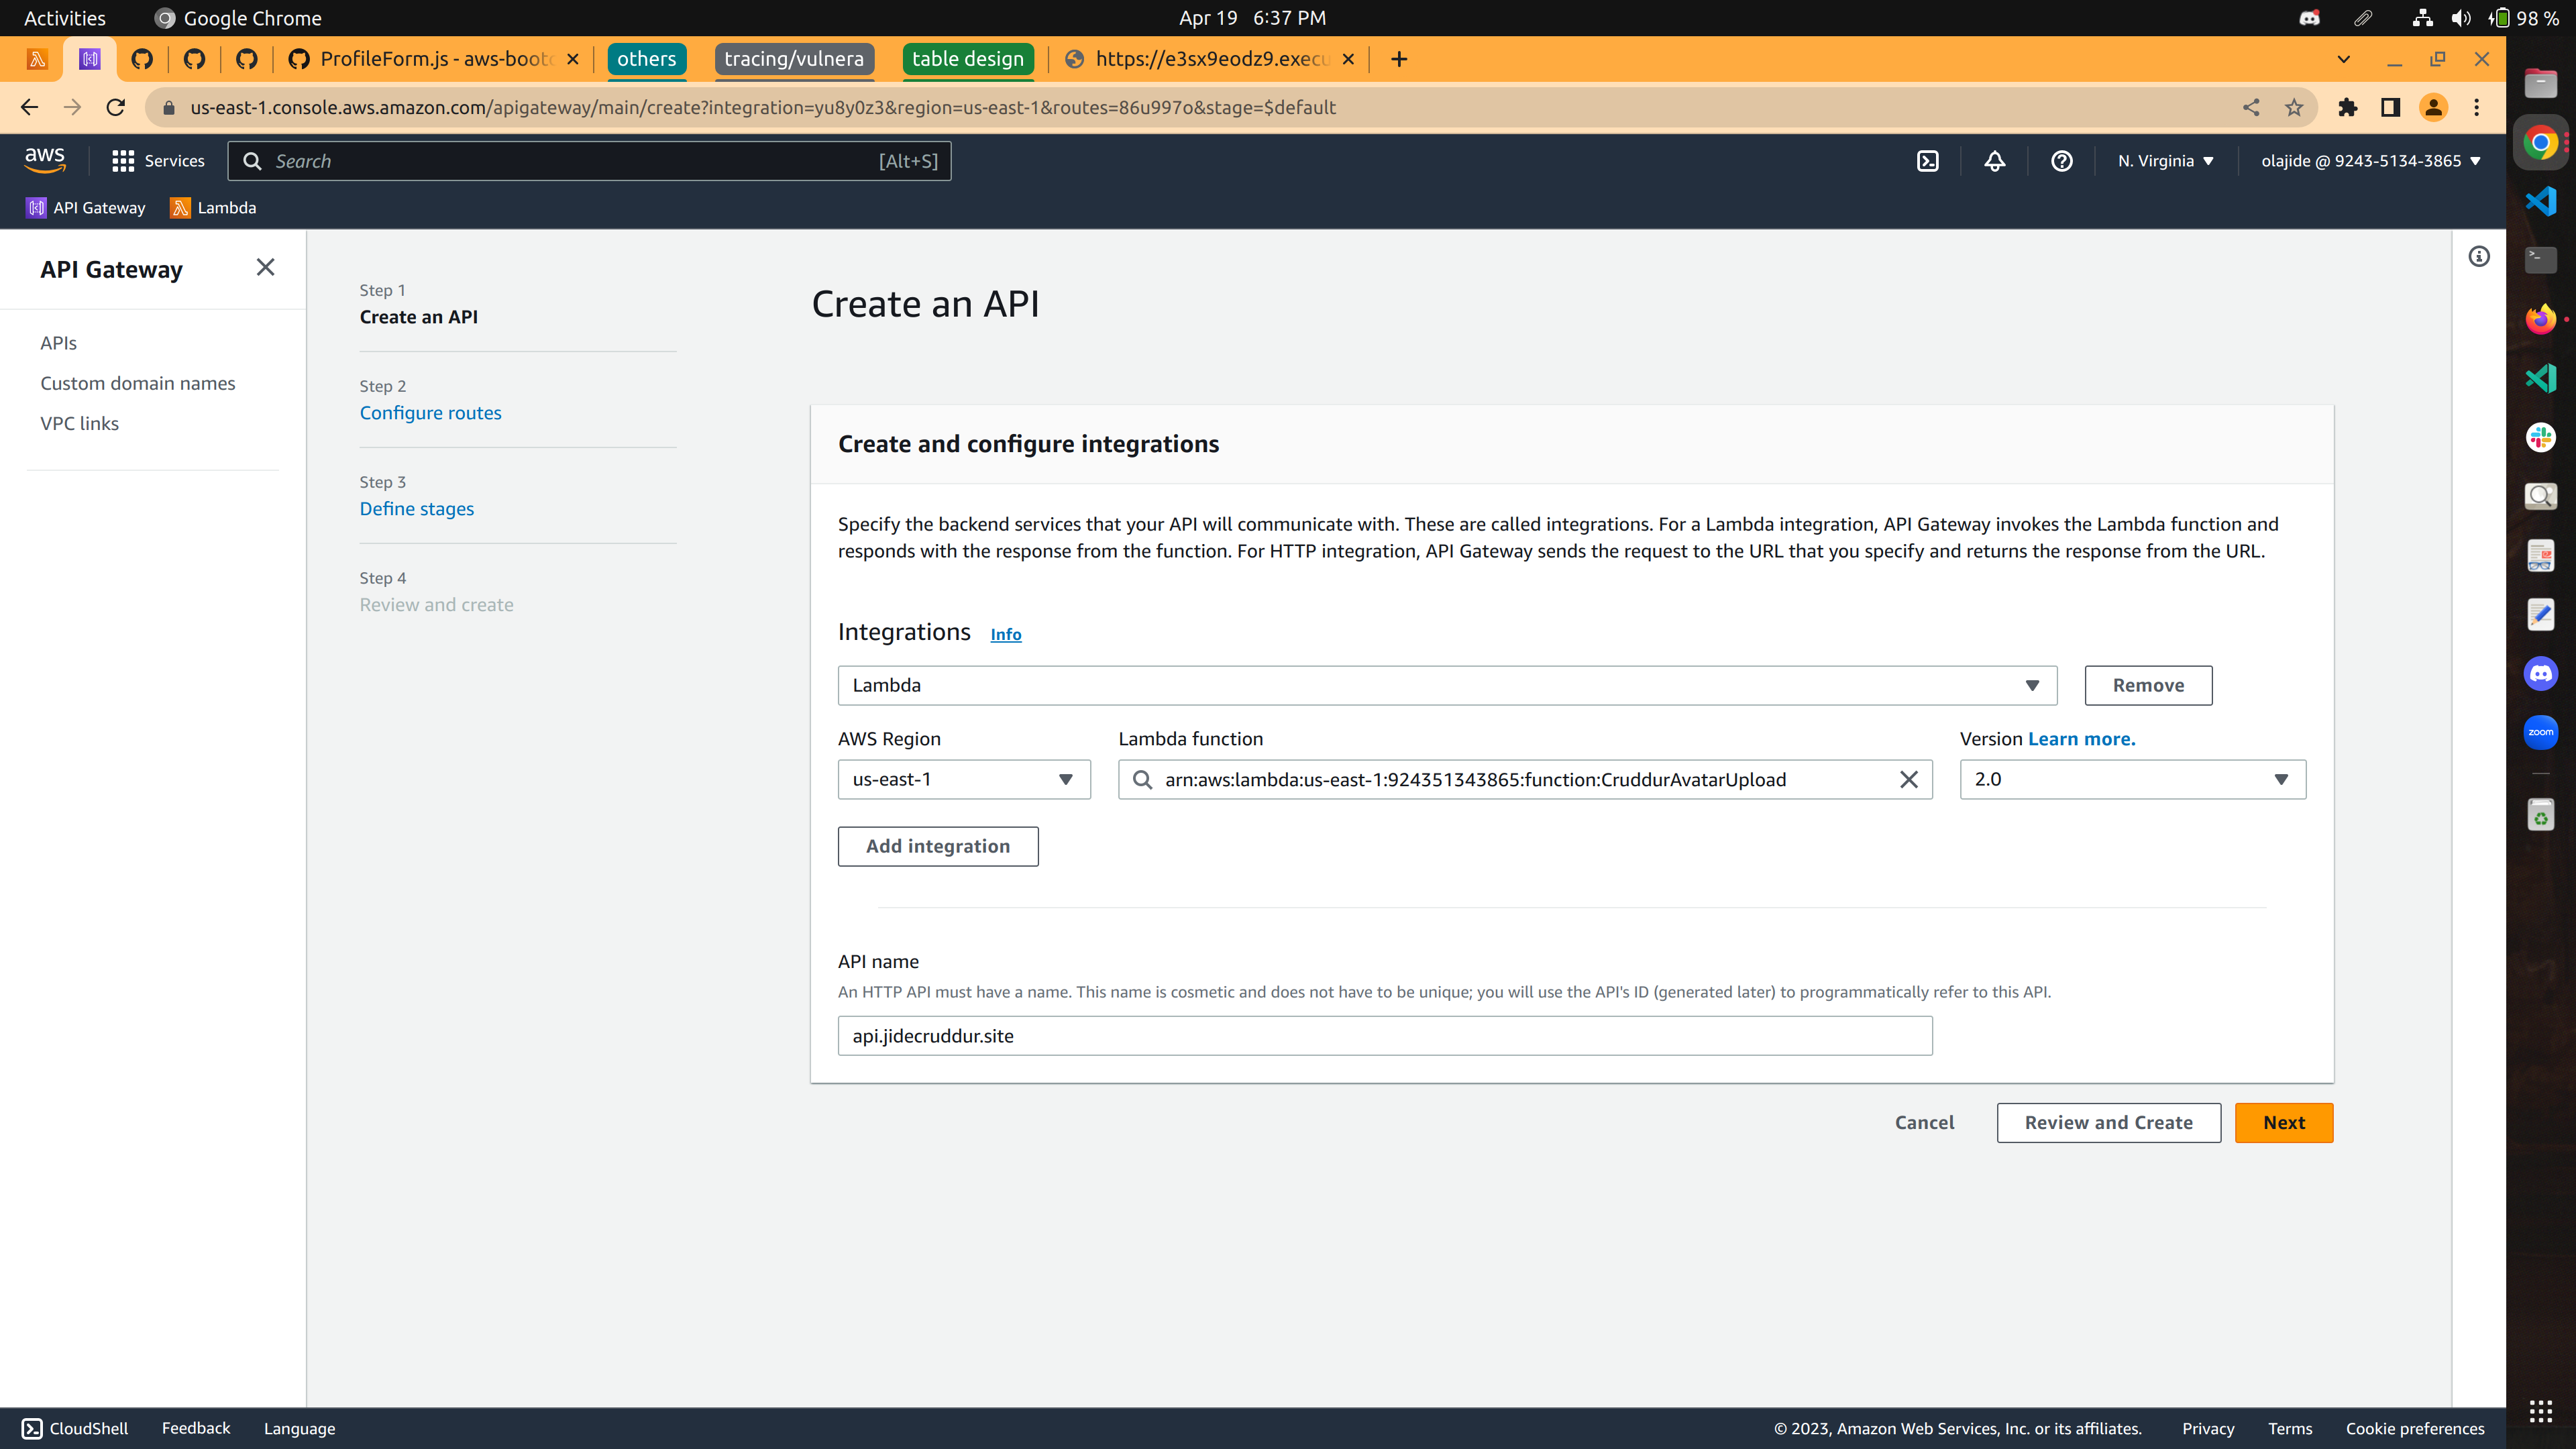 Activities
Google Chrome
Apr 19 6:37 PM
98 %
ProfileForm.js - aws-bootc
others
tracing/vulnera
table design
https://e3sx9eodz9.execu
us-east-1.console.aws.amazon.com/apigateway/main/create?integration=yu8y0z3&region=us-east-1&routes=86u997o&stage=$default
aws
Services
Search
[Alt+S]
N. Virginia
olajide @ 9243-5134-3865
API Gateway
Lambda
API Gateway
APIs
Custom domain names
VPC links
Step 1
Create an API
Step 2
Configure routes
Step 3
Define stages
Step 4
Review and create
Create an API
Create and configure integrations
Specify the backend services that your API will communicate with. These are called integrations. For a Lambda integration, API Gateway invokes the Lambda function and
responds with the response from the function. For HTTP integration, API Gateway sends the request to the URL that you specify and returns the response from the URL.
Integrations Info
Lambda
Remove
AWS Region
Lambda function
Version Learn more.
us-east-1
arn:aws:lambda:us-east-1:924351343865:function:CruddurAvatarUpload
2.0
Add integration
API name
An HTTP API must have a name. This name is cosmetic and does not have to be unique; you will use the API's ID (generated later) to programmatically refer to this API.
api.jidecruddur.site
Cancel
Review and Create
Next
zoom
CloudShell
Feedback
Language
© 2023, Amazon Web Services, Inc. or its affiliates.
Privacy
Terms
Cookie preferences